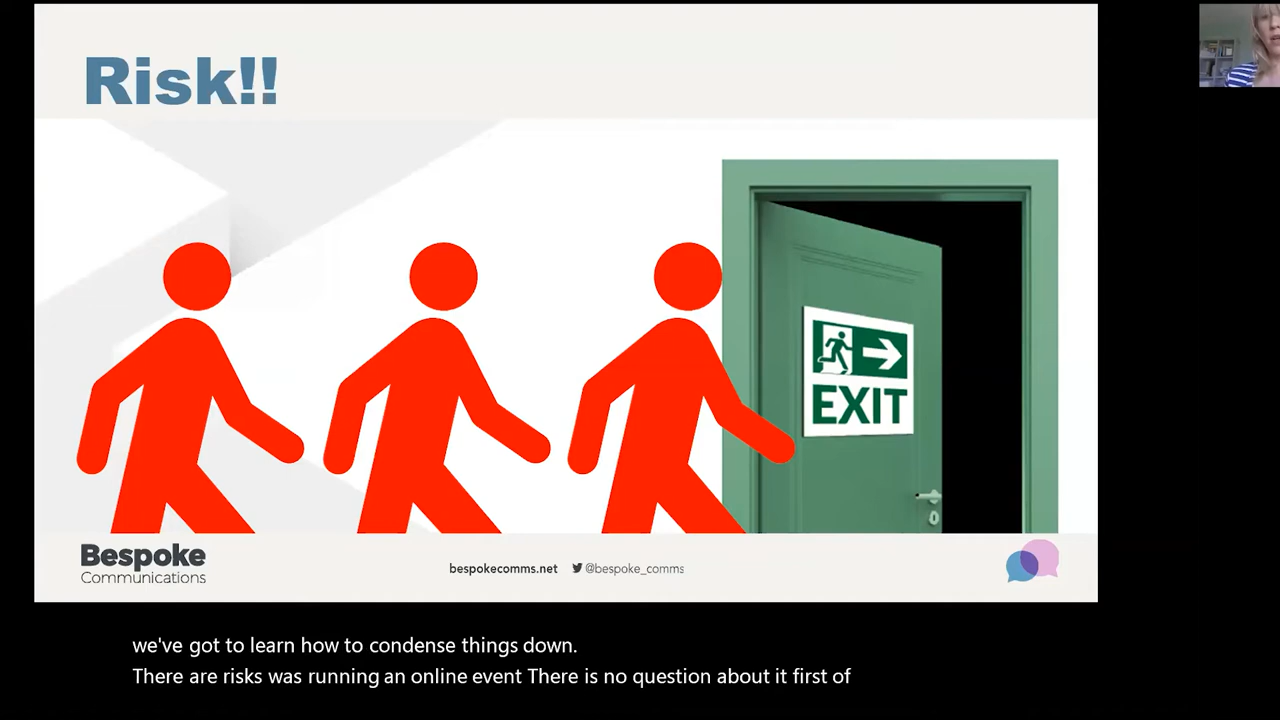 Risk!!
EXIT
Bespoke
Communications
bespokecomms.net @bespoke_comms
we've got to learn how to condense things down.
There are risks was running an online event There is no question about it first of